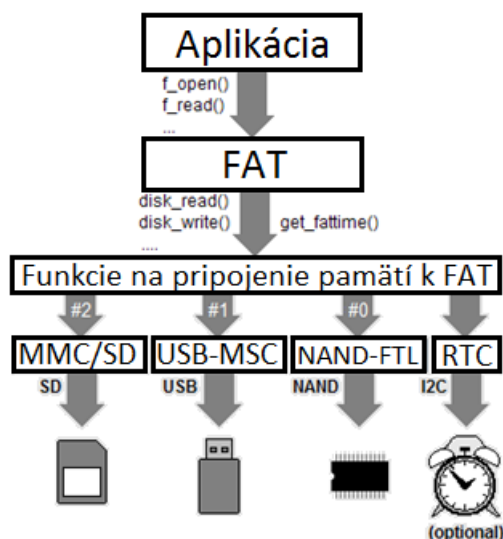 Aplikácia
f_open()
f_read()
...
FAT
disk_read()
disk_write() get_fattime()
....
Funkcie na pripojenie pamätí k FAT
#2 #1 #0
MMC/SD USB-MSC NAND-FTL RTC
SD USB NAND I2C
(optional)